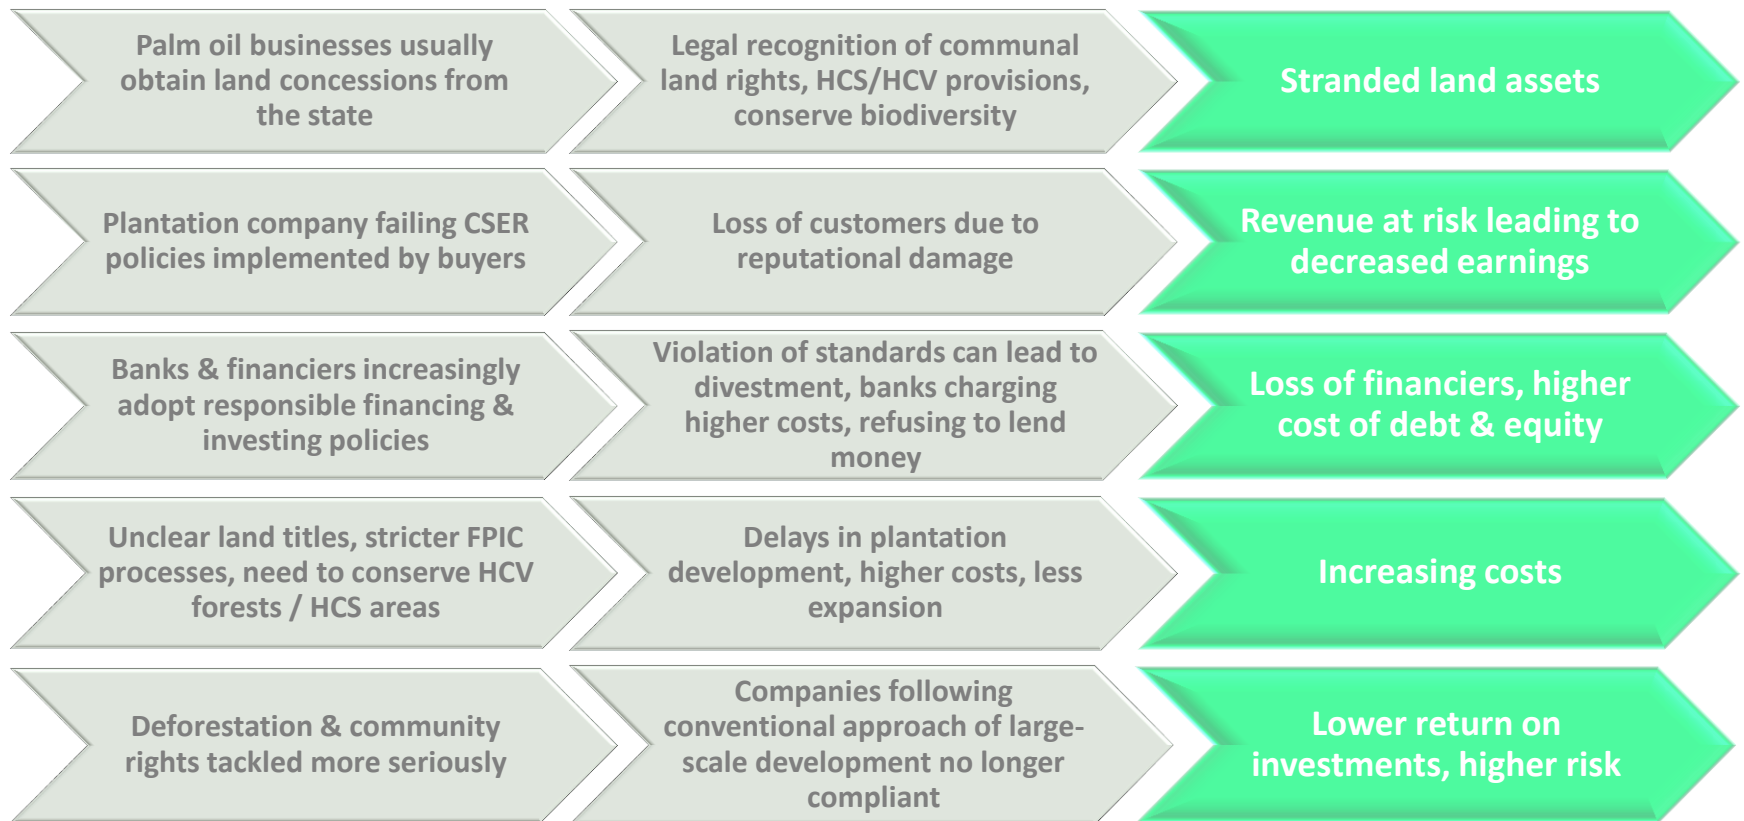 Palm oil businesses usually
obtain land concessions from
the state
Legal recognition of communal
land rights, HCS/HCV provisions,
conserve biodiversity
Stranded land assets
Plantation company failing CSER
policies implemented by buyers
Loss of customers due to
reputational damage
Revenue at risk leading to
decreased earnings
Banks & financiers increasingly
adopt responsible financing &
investing policies
Violation of standards can lead to
divestment, banks charging
higher costs, refusing to lend
money
Loss of financiers, higher
cost of debt & equity
Unclear land titles, stricter FPIC
processes, need to conserve HCV
forests / HCS areas
Delays in plantation
development, higher costs, less
expansion
Increasing costs
Deforestation & community
rights tackled more seriously
Companies following
conventional approach of large-
scale development no longer
compliant
Lower return on
investments, higher risk